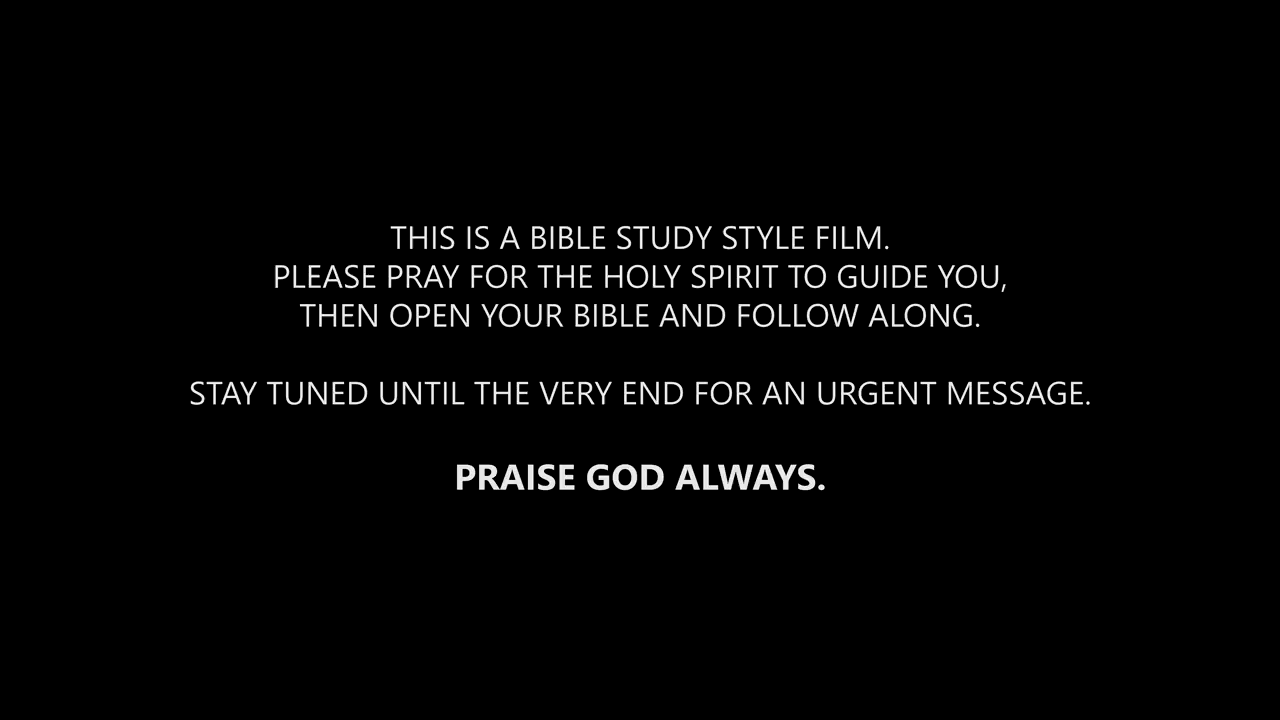 THIS IS A BIBLE STUDY STYLE FILM.
PLEASE PRAY FOR THE HOLY SPIRIT TO GUIDE YOU,
THEN OPEN YOUR BIBLE AND FOLLOW ALONG.
STAY TUNED UNTIL THE VERY END FOR AN URGENT MESSAGE.
PRAISE GOD ALWAYS.